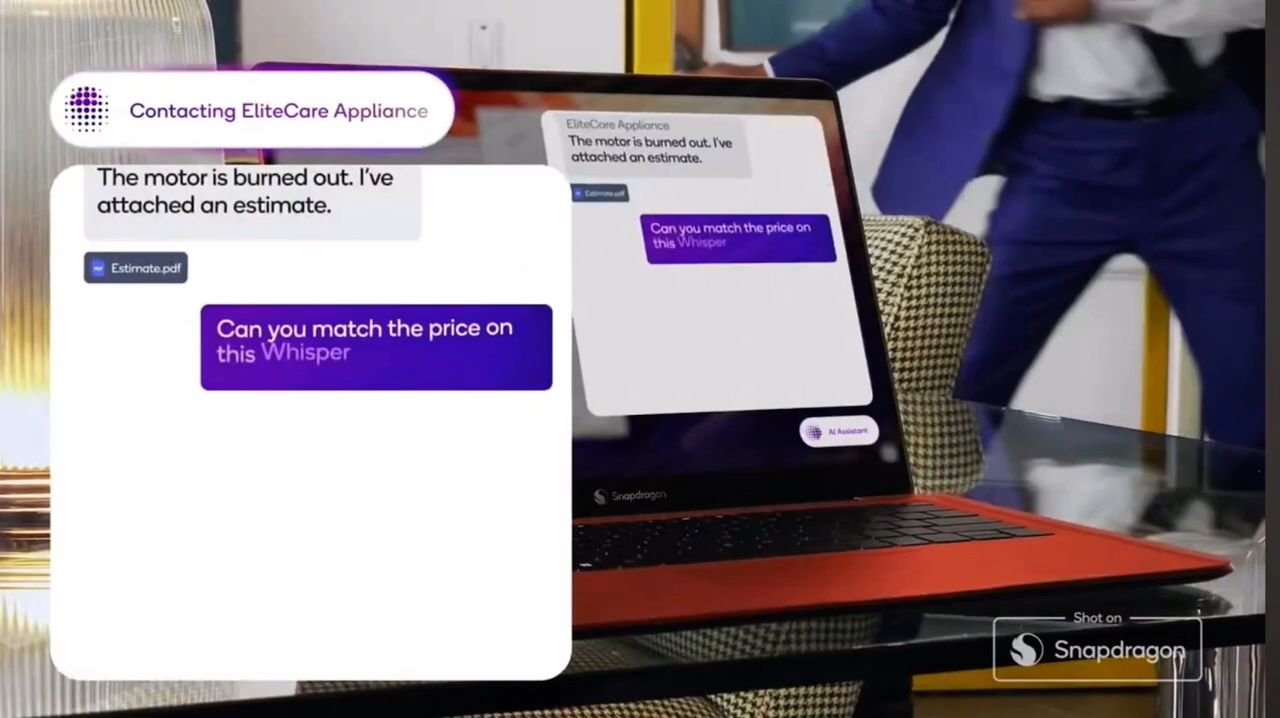 Contacting EliteCare Appliance
The motor is burned out. I've
attached an estimate.
Estimate.pdf
Can you match the price on
this Whisper
EliteCare Appliance
The motor is burned out. I've
attached an estimate.
Estimate.pdf
Can you match the price on
this Whisper
AI Assistant
Snapdragon
Shot on
Snapdragon